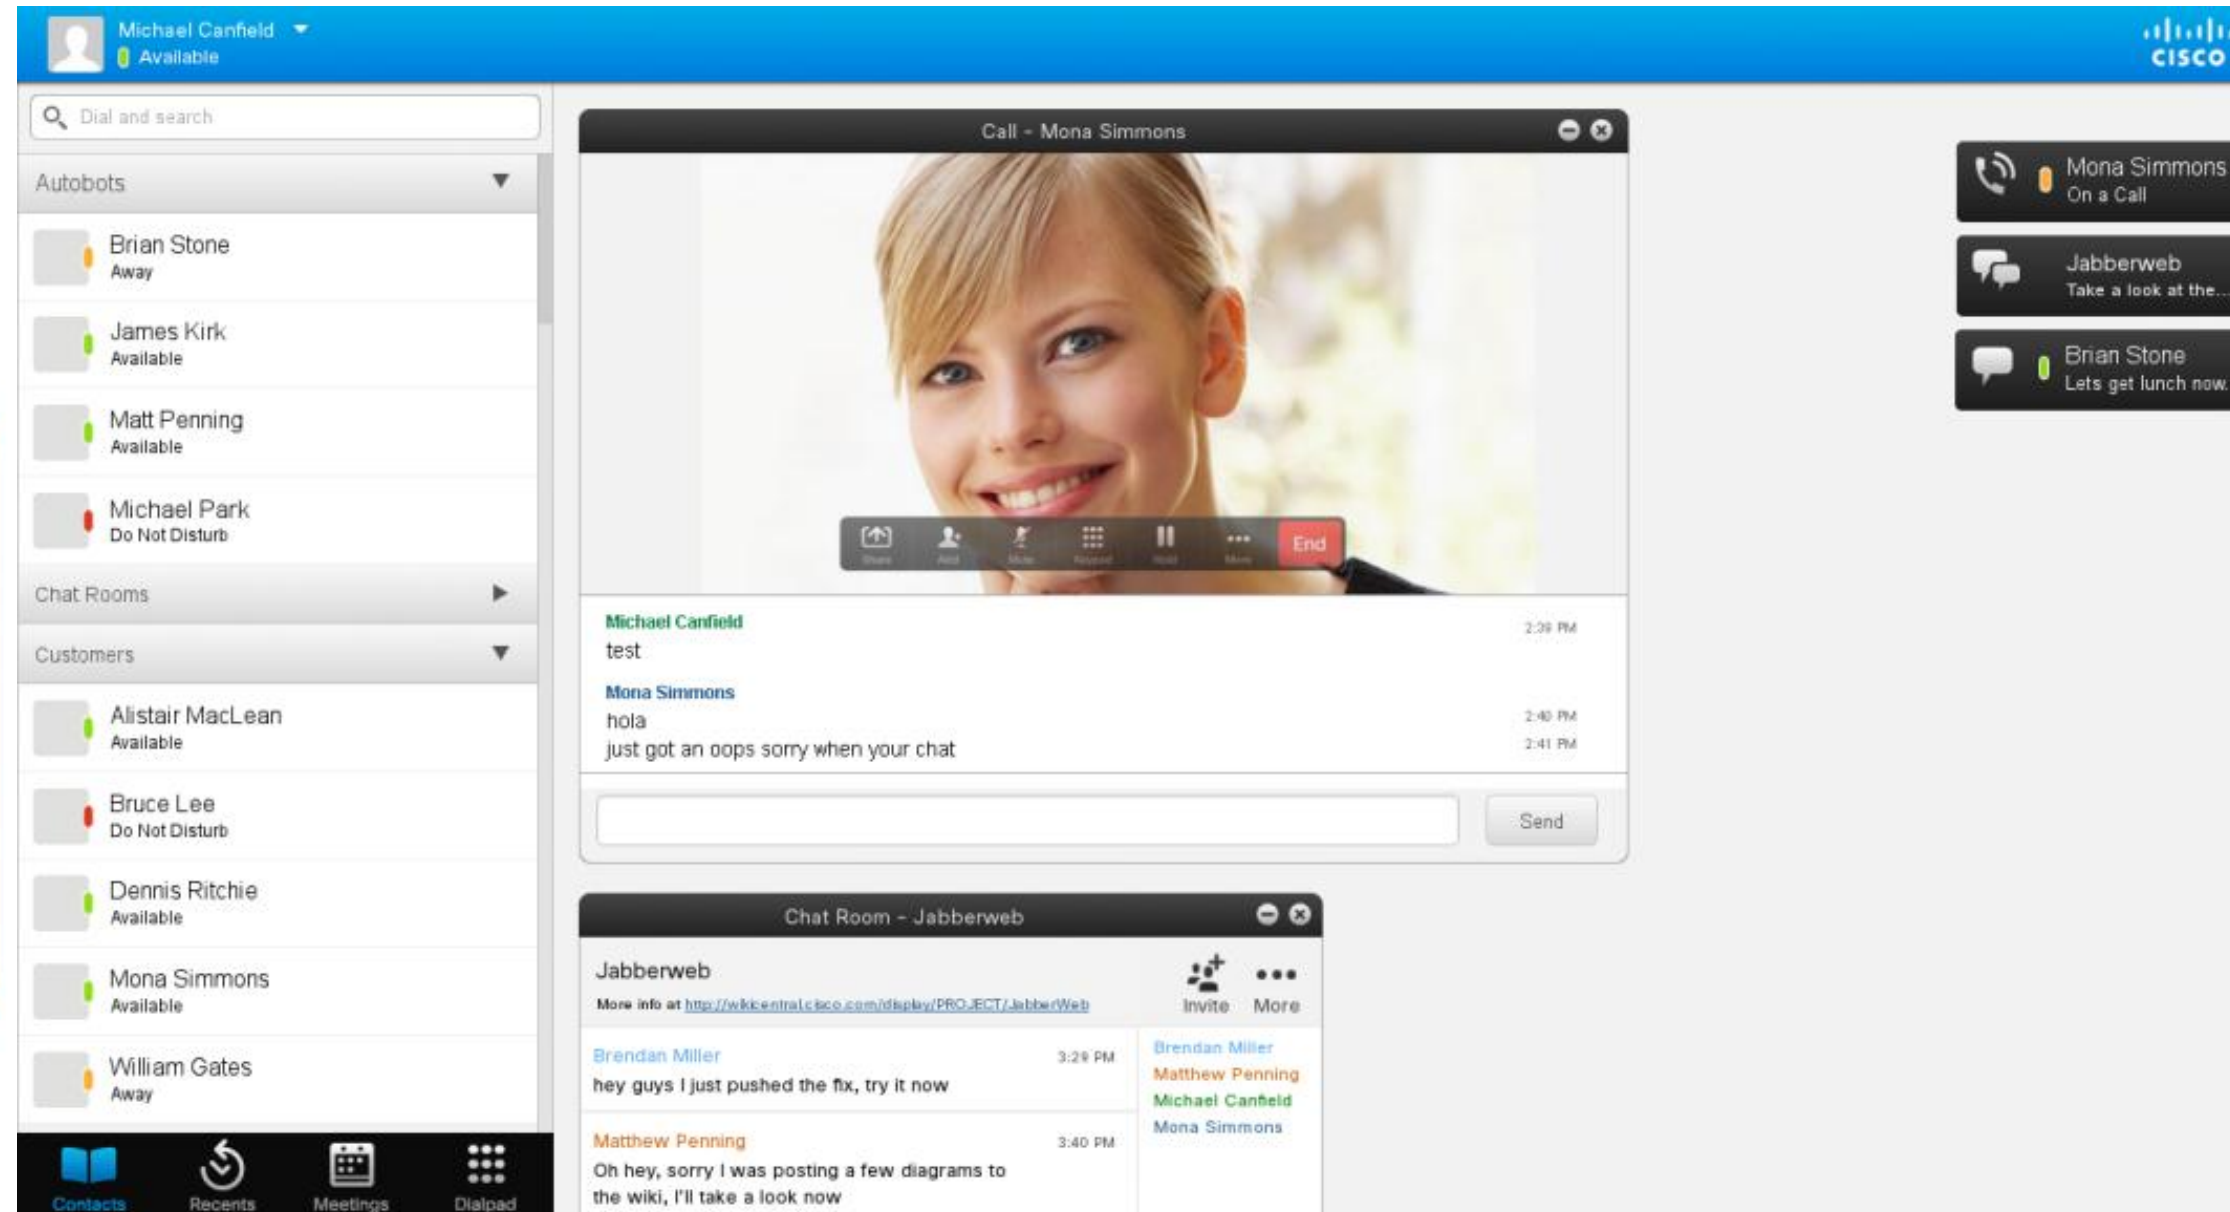 Michael Canfield
Available
CISCO
Dial and search
Autobots
Brian Stone
Away
James Kirk
Available
Matt Penning
Available
Michael Park
Do Not Disturb
Chat Rooms
Customers
Alistair MacLean
Available
Bruce Lee
Do Not Disturb
Dennis Ritchie
Available
Mona Simmons
Available
William Gates
Away
Contacts
Recents
Meetings
Dialpad
Call - Mona Simmons
Share
Add
Mute
Keypad
Hold
More
End
Michael Canfield
2:39 PM
test
Mona Simmons
hola
2:40 PM
just got an oops sorry when your chat
2:41 PM
Send
Chat Room - Jabberweb
Jabberweb
More info at http://wikicentral.cisco.com/display/PROJECT/JabberWeb
Invite
More
Brendan Miller
3:29 PM
hey guys I just pushed the fix, try it now
Matthew Penning
3:40 PM
Oh hey, sorry I was posting a few diagrams to
the wiki, I'll take a look now
Brendan Miller
Matthew Penning
Michael Canfield
Mona Simmons
Mona Simmons
On a Call
Jabberweb
Take a look at the...
Brian Stone
Lets get lunch now.